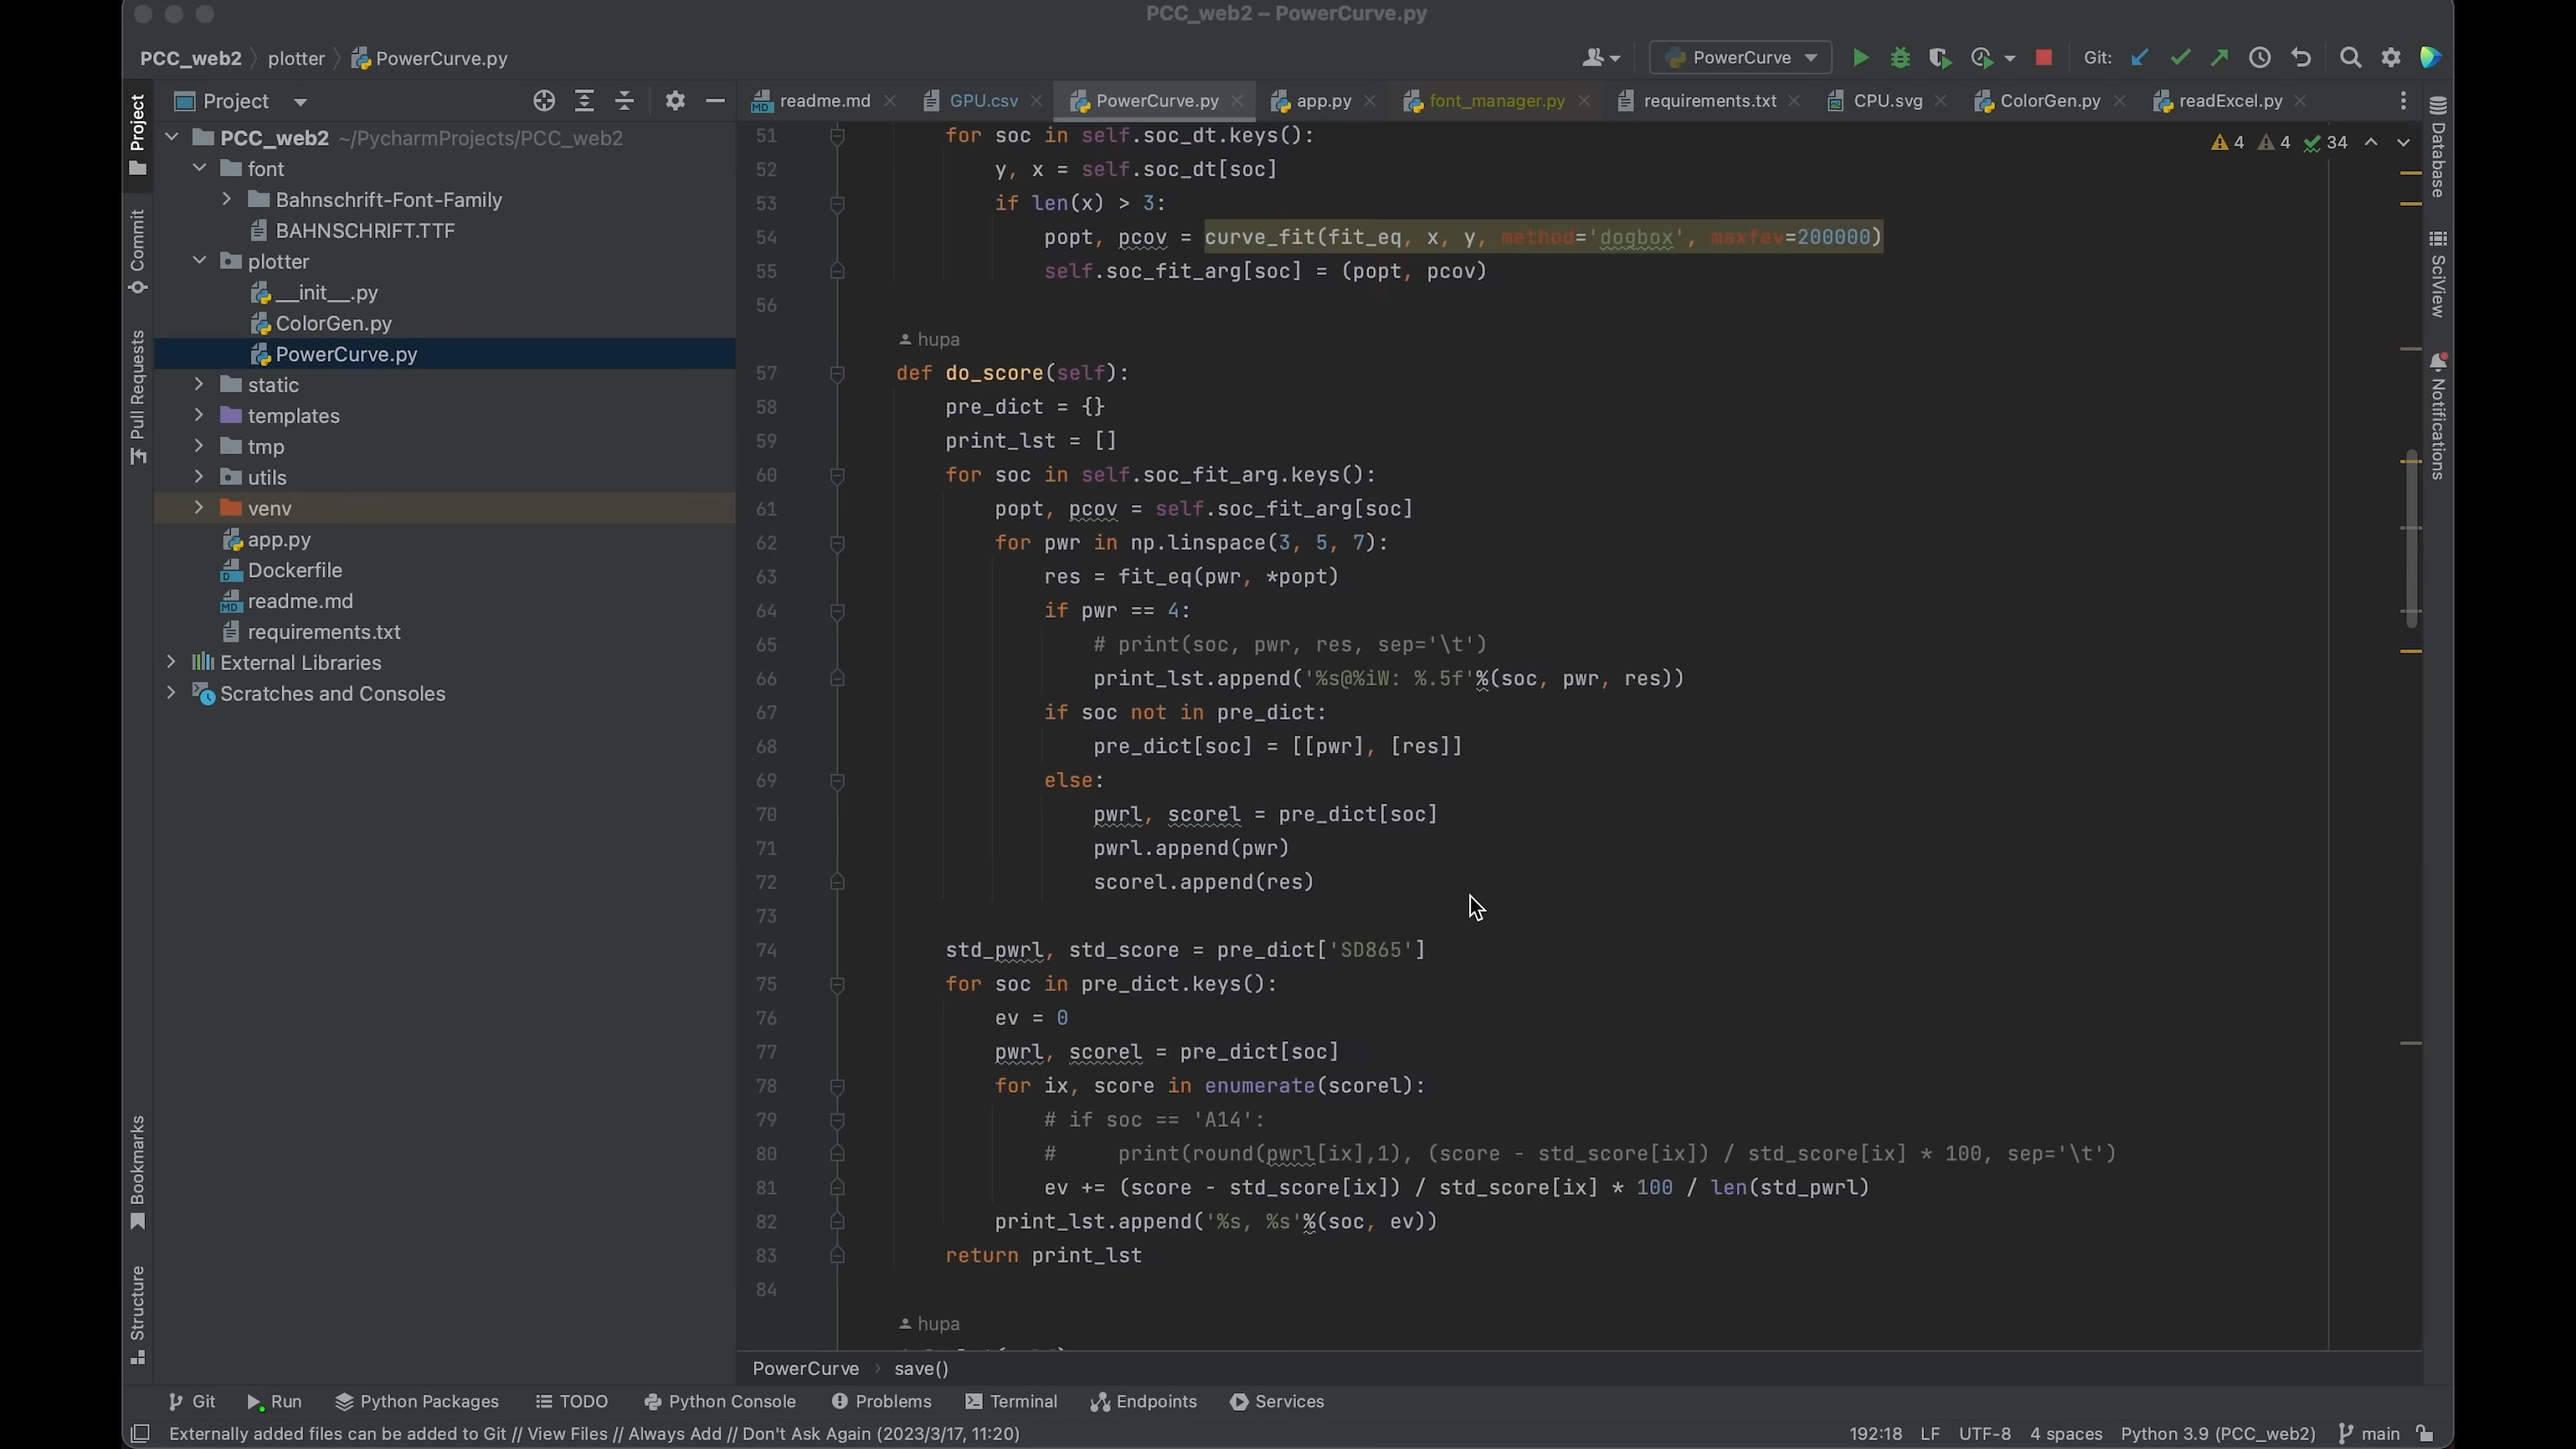 PCC_web2 – PowerCurve.py
PCC_web2 plotter PowerCurve.py
PowerCurve
Git:
Project
readme.md GPU.csv PowerCurve.py app.py font_manager.py requirements.txt CPU.svg ColorGen.py readExcel.py
Project
Commit
Pull Requests
Bookmarks
Structure
PCC_web2 ~/PycharmProjects/PCC_web2
font
Bahnschrift-Font-Family
BAHNSCHRIFT.TTF
plotter
__init__.py
ColorGen.py
PowerCurve.py
static
templates
tmp
utils
venv
app.py
Dockerfile
readme.md
requirements.txt
External Libraries
Scratches and Consoles
4 4 34
51 for soc in self.soc_dt.keys():
52 y, x = self.soc_dt[soc]
53 if len(x) > 3:
54 popt, pcov = curve_fit(fit_eq, x, y, method='dogbox', maxfev=200000)
55 self.soc_fit_arg[soc] = (popt, pcov)
56
hupa
57 def do_score(self):
58 pre_dict = {}
59 print_lst = []
60 for soc in self.soc_fit_arg.keys():
61 popt, pcov = self.soc_fit_arg[soc]
62 for pwr in np.linspace(3, 5, 7):
63 res = fit_eq(pwr, *popt)
64 if pwr == 4:
65 # print(soc, pwr, res, sep='\t')
66 print_lst.append('%s@%iW: %.5f'%(soc, pwr, res))
67 if soc not in pre_dict:
68 pre_dict[soc] = [[pwr], [res]]
69 else:
70 pwrl, scorel = pre_dict[soc]
71 pwrl.append(pwr)
72 scorel.append(res)
73
74 std_pwrl, std_score = pre_dict['SD865']
75 for soc in pre_dict.keys():
76 ev = 0
77 pwrl, scorel = pre_dict[soc]
78 for ix, score in enumerate(scorel):
79 # if soc == 'A14':
80 #     print(round(pwrl[ix],1), (score - std_score[ix]) / std_score[ix] * 100, sep='\t')
81 ev += (score - std_score[ix]) / std_score[ix] * 100 / len(std_pwrl)
82 print_lst.append('%s, %s'%(soc, ev))
83 return print_lst
84
hupa
Database
SciView
Notifications
PowerCurve save()
Git Run Python Packages TODO Python Console Problems Terminal Endpoints Services
Externally added files can be added to Git // View Files // Always Add // Don't Ask Again (2023/3/17, 11:20)
192:18 LF UTF-8 4 spaces Python 3.9 (PCC_web2) main